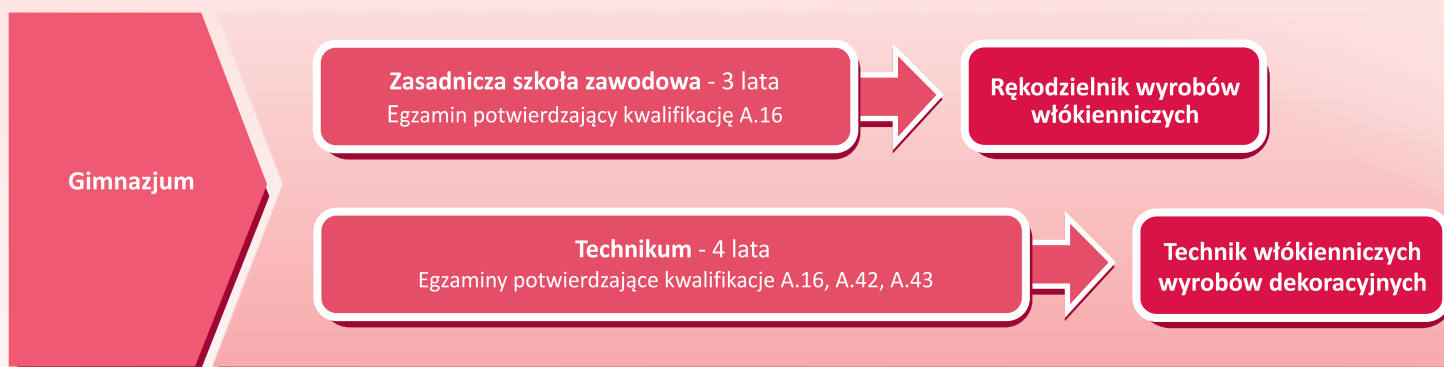 Gimnazjum
Zasadnicza szkoła zawodowa - 3 lata
Egzamin potwierdzający kwalifikację A.16
Rękodzielnik wyrobów
włókienniczych
Technikum - 4 lata
Egzaminy potwierdzające kwalifikacje A.16, A.42, A.43
Technik włókienniczych
wyrobów dekoracyjnych